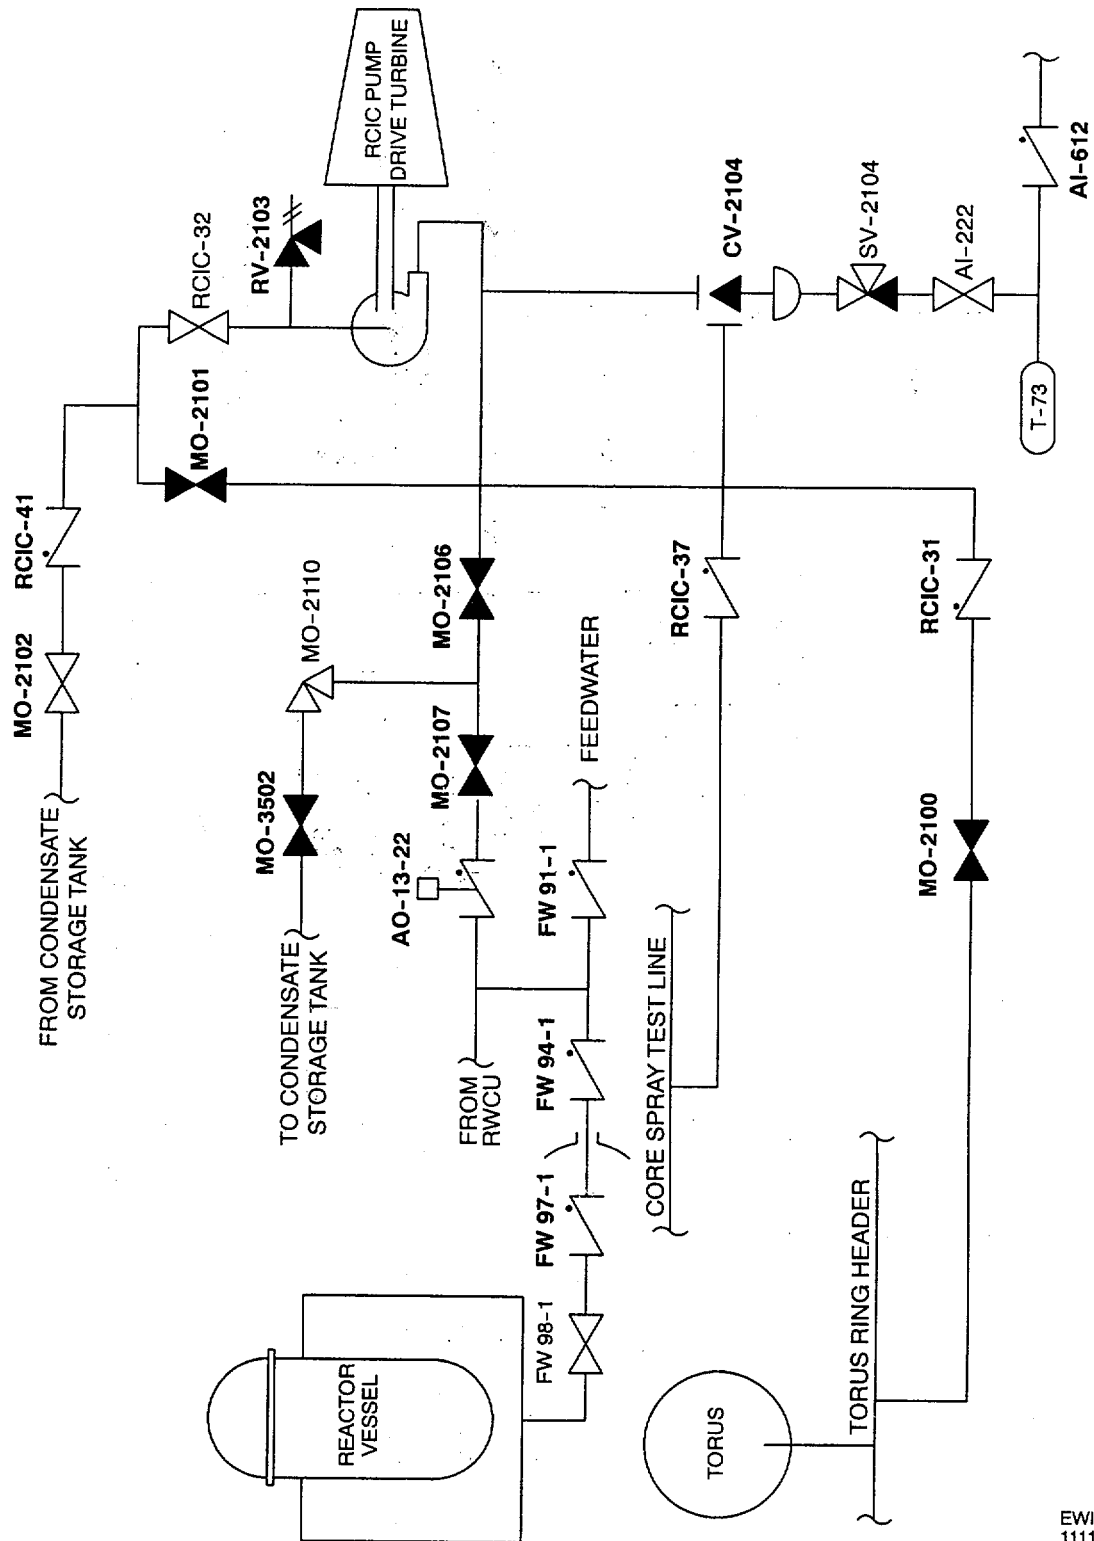 FROM CONDENSATE
STORAGE TANK
MO-2102
RCIC-41
MO-2101
RCIC-32
RV-2103
RCIC PUMP
DRIVE TURBINE
TO CONDENSATE
STORAGE TANK
MO-3502
MO-2110
AO-13-22
MO-2107
MO-2106
FROM
RWCU
REACTOR
VESSEL
FW 98-1
FW 97-1
FW 94-1
FW 91-1
FEEDWATER
CORE SPRAY TEST LINE
RCIC-37
CV-2104
SV-2104
AI-222
T-73
AI-612
TORUS
TORUS RING HEADER
MO-2100
RCIC-31
EWI
1111